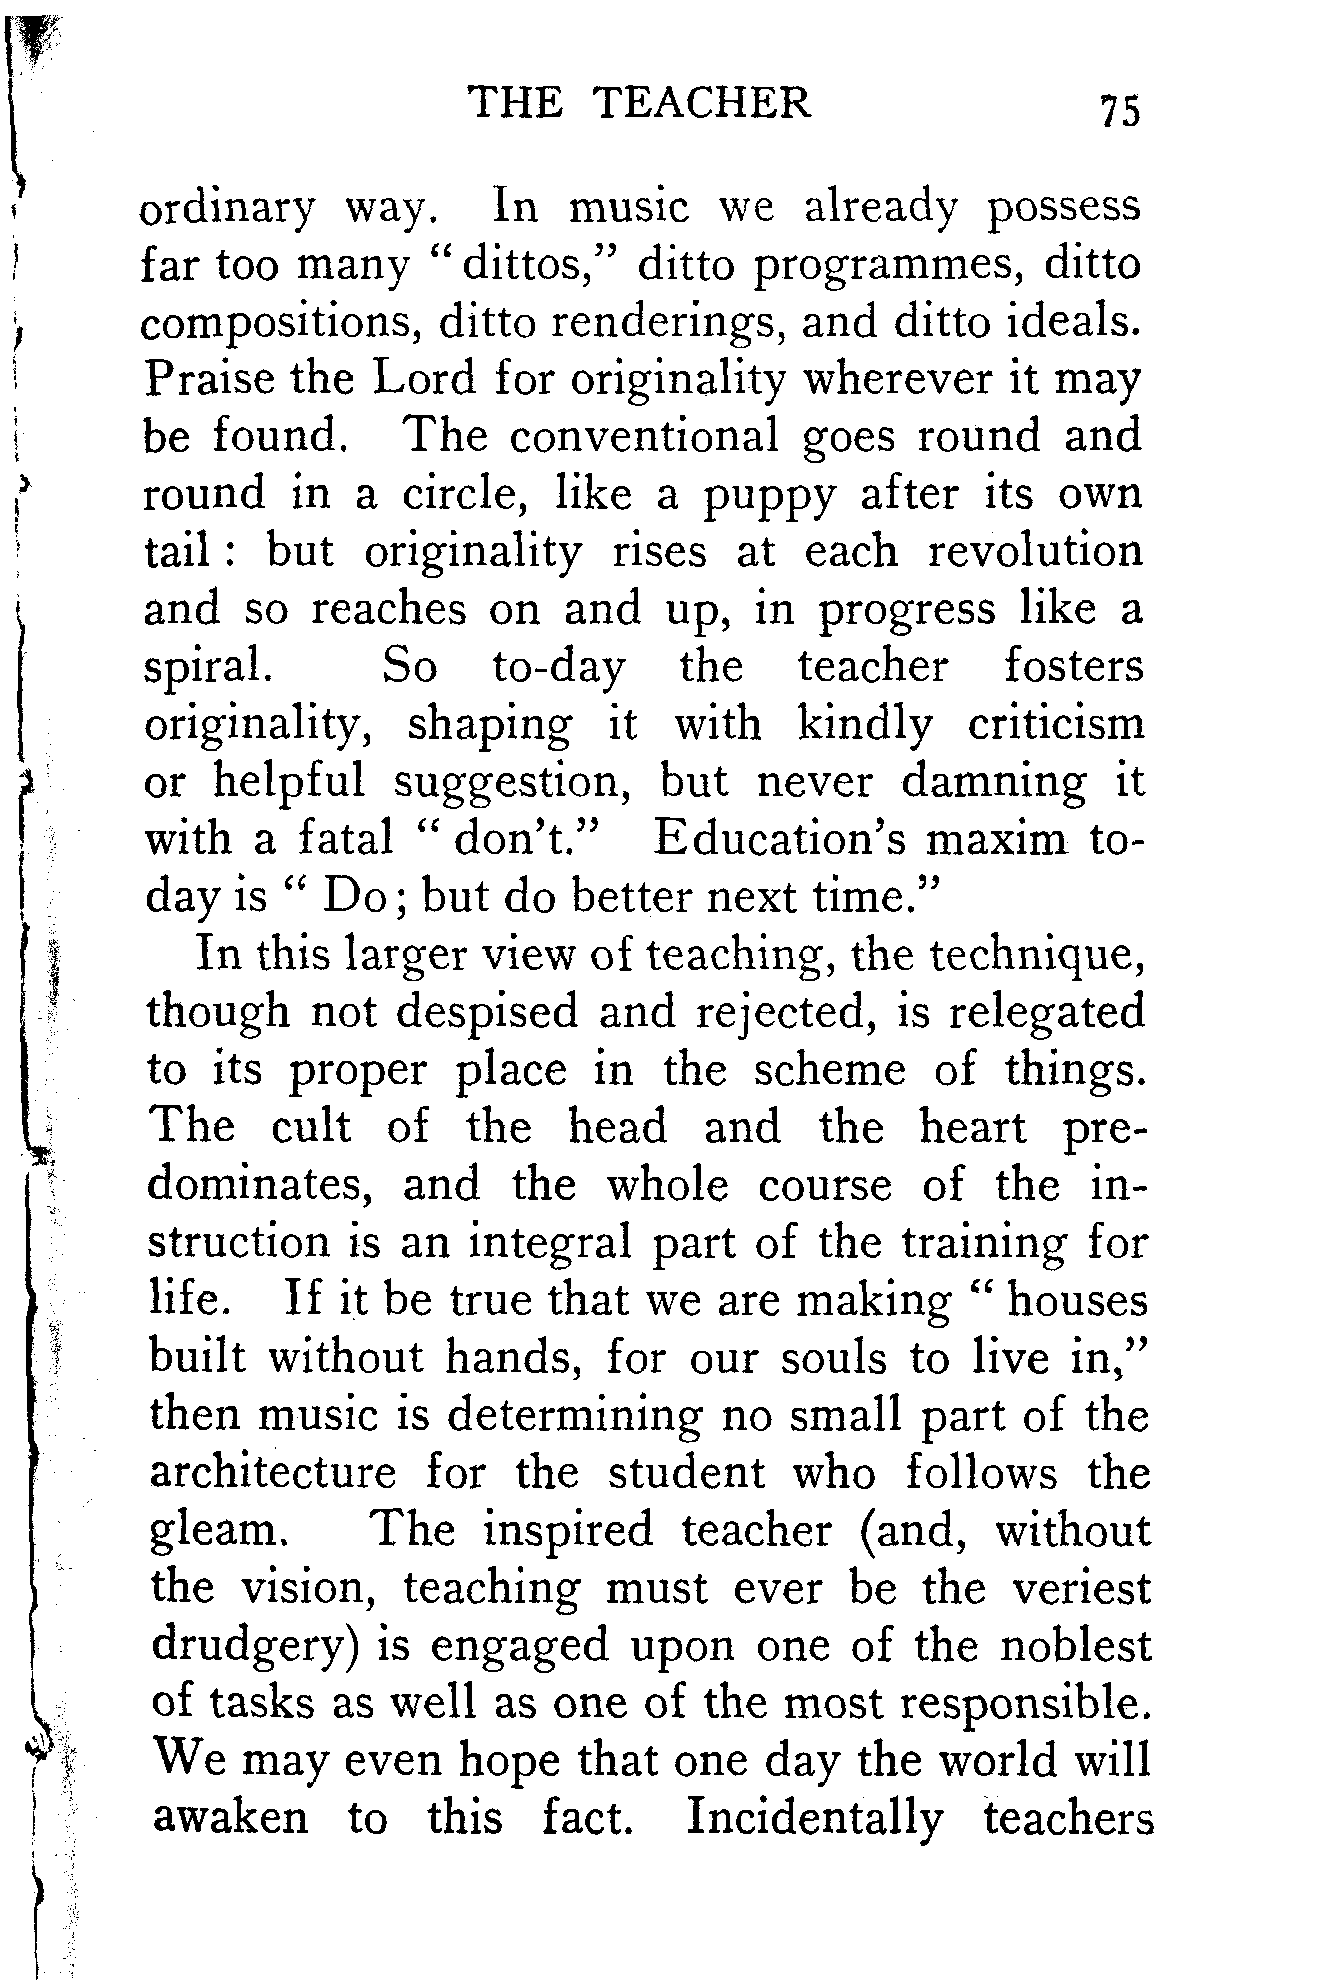 THE TEACHER 75
ordinary way. In music we already possess
far too many " dittos," ditto programmes, ditto
compositions, ditto renderings, and ditto ideals.
Praise the Lord for originality wherever it may
be found. The conventional goes round and
round in a circle, like a puppy after its own
tail : but originality rises at each revolution
and so reaches on and up, in progress like a
spiral. So to-day the teacher fosters
originality, shaping it with kindly criticism
or helpful suggestion, but never damning it
with a fatal " don't." Education's maxim to-
day is " Do ; but do better next time."
In this larger view of teaching, the technique,
though not despised and rejected, is relegated
to its proper place in the scheme of things.
The cult of the head and the heart pre-
dominates, and the whole course of the in-
struction is an integral part of the training for
life. If it be true that we are making " houses
built without hands, for our souls to live in,"
then music is determining no small part of the
architecture for the student who follows the
gleam. The inspired teacher (and, without
the vision, teaching must ever be the veriest
drudgery) is engaged upon one of the noblest
of tasks as well as one of the most responsible.
We may even hope that one day the world will
awaken to this fact. Incidentally teachers